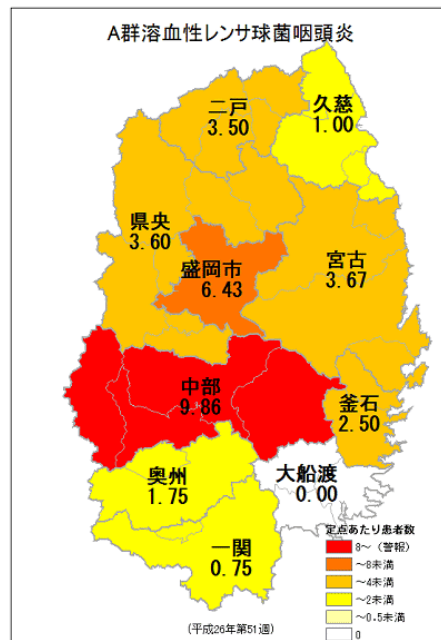 A群溶血性レンサ球菌咽頭炎
二戸
3.50
久慈
1.00
県央
3.60
盛岡市
6.43
宮古
3.67
中部
9.86
釜石
2.50
奥州
1.75
大船渡
0.00
一関
0.75
定点あたり患者数
8~ (警報)
~8未満
~4未満
~2未満
~0.5未満
0
(平成26年第51週)